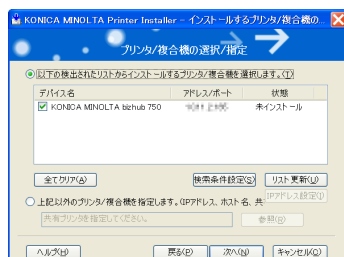 KONICA MINOLTA Printer Installer - インストールするプリンタ/複合機の...
プリンタ/複合機の選択/指定
以下の検出されたリストからインストールするプリンタ/複合機を選択します。(T)
デバイス名 アドレス/ポート 状態
KONICA MINOLTA bizhub 750 未インストール
全てクリア(A) 検索条件設定(S) リスト更新(U)
上記以外のプリンタ/複合機を指定します。(IPアドレス、ホスト名、共 IPアドレス設定(I)
共有プリンタを指定してください。 参照(R)
ヘルプ(H) 戻る(B) 次へ(N) キャンセル(C)